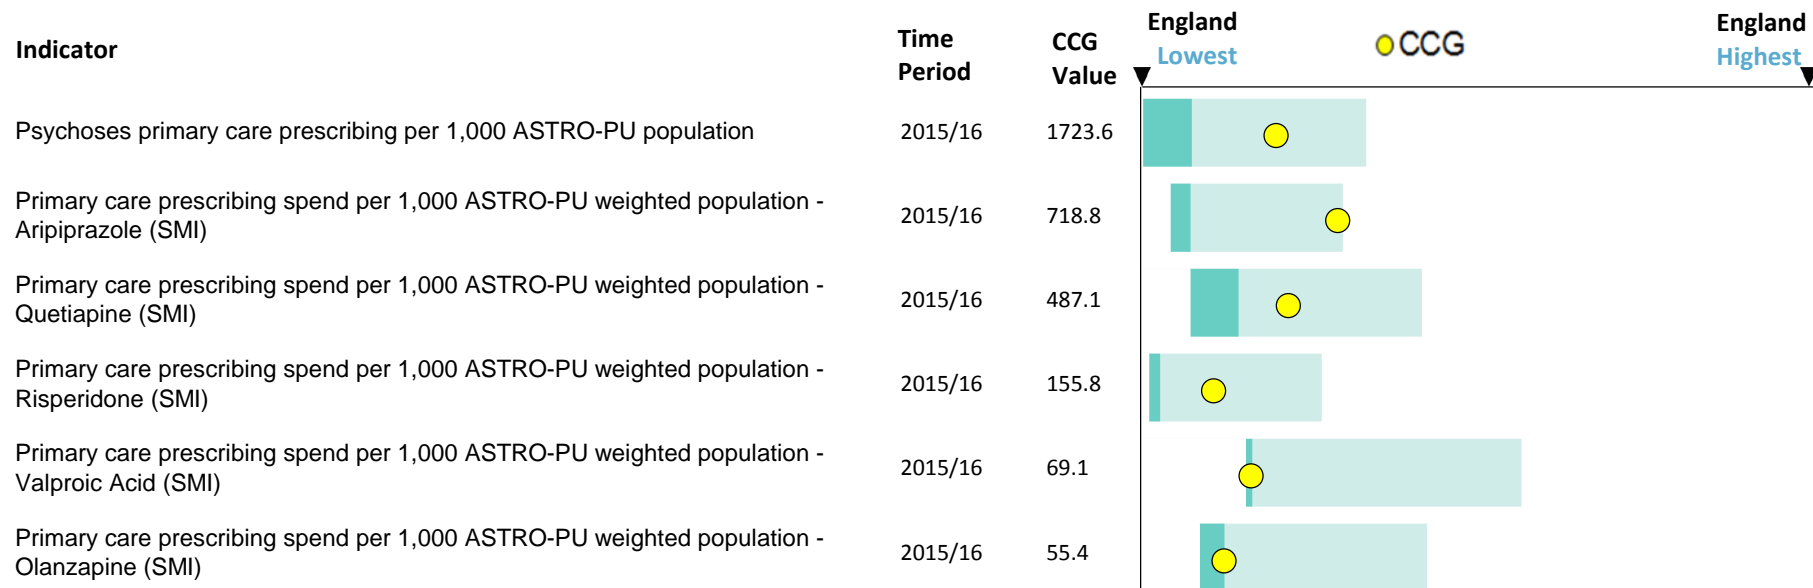 Indicator
Time
Period
CCG
Value
England
Lowest
CCG
England
Highest
Psychoses primary care prescribing per 1,000 ASTRO-PU population
2015/16
1723.6
Primary care prescribing spend per 1,000 ASTRO-PU weighted population -
Aripiprazole (SMI)
2015/16
718.8
Primary care prescribing spend per 1,000 ASTRO-PU weighted population -
Quetiapine (SMI)
2015/16
487.1
Primary care prescribing spend per 1,000 ASTRO-PU weighted population -
Risperidone (SMI)
2015/16
155.8
Primary care prescribing spend per 1,000 ASTRO-PU weighted population -
Valproic Acid (SMI)
2015/16
69.1
Primary care prescribing spend per 1,000 ASTRO-PU weighted population -
Olanzapine (SMI)
2015/16
55.4